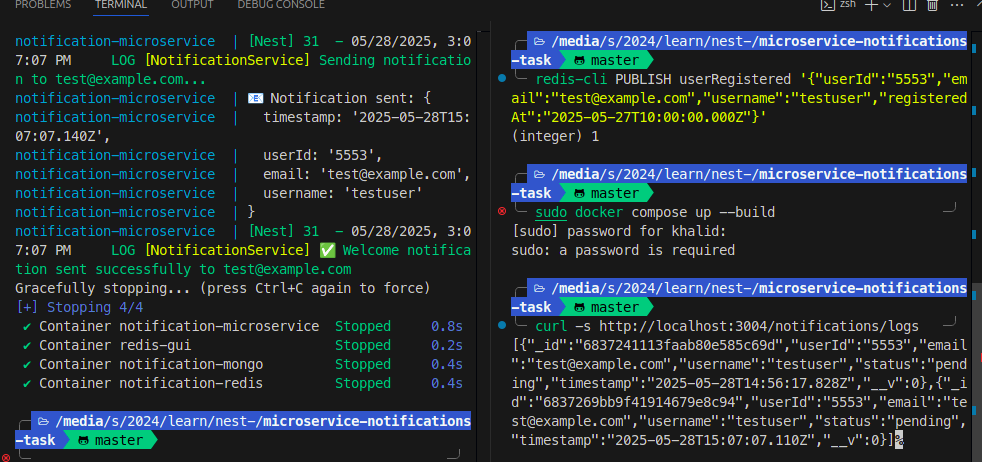 PROBLEMS TERMINAL OUTPUT DEBUG CONSOLE zsh
notification-microservice | [Nest] 31 – 05/28/2025, 3:0
7:07 PM LOG [NotificationService] Sending notificatio
n to test@example.com...
notification-microservice | 📧 Notification sent: {
notification-microservice | timestamp: '2025-05-28T15:
07:07.140Z',
notification-microservice | userId: '5553',
notification-microservice | email: 'test@example.com',
notification-microservice | username: 'testuser'
notification-microservice | }
notification-microservice | [Nest] 31 – 05/28/2025, 3:0
7:07 PM LOG [NotificationService] ✅ Welcome notifica
tion sent successfully to test@example.com
Gracefully stopping... (press Ctrl+C again to force)
[+] Stopping 4/4
✔ Container notification-microservice Stopped 0.8s
✔ Container redis-gui Stopped 0.2s
✔ Container notification-mongo Stopped 0.4s
✔ Container notification-redis Stopped 0.4s
/media/s/2024/learn/nest-/microservice-notifications
-task master
/media/s/2024/learn/nest-/microservice-notifications
-task master
redis-cli PUBLISH userRegistered '{"userId":"5553","em
ail":"test@example.com","username":"testuser","registered
At":"2025-05-27T10:00:00.000Z"}'
(integer) 1
/media/s/2024/learn/nest-/microservice-notifications
-task master
sudo docker compose up --build
[sudo] password for khalid:
sudo: a password is required
/media/s/2024/learn/nest-/microservice-notifications
-task master
curl -s http://localhost:3004/notifications/logs
[{"_id":"6837241113faab80e585c69d","userId":"5553","email
":"test@example.com","username":"testuser","status":"pend
ing","timestamp":"2025-05-28T14:56:17.828Z","__v":0},{"_i
d":"6837269bb9f41914679e8c94","userId":"5553","email":"te
st@example.com","username":"testuser","status":"pending",
"timestamp":"2025-05-28T15:07:07.110Z","__v":0}]%